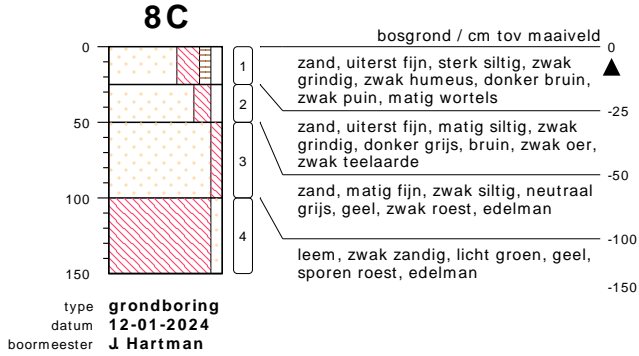 8C
bosgrond / cm tov maaiveld
0
0
1
zand, uiterst fijn, sterk siltig, zwak
grindig, zwak humeus, donker bruin,
zwak puin, matig wortels
-25
2
zand, uiterst fijn, matig siltig, zwak
grindig, donker grijs, bruin, zwak oer,
zwak teelaarde
50
-50
3
zand, matig fijn, zwak siltig, neutraal
grijs, geel, zwak roest, edelman
100
-100
4
leem, zwak zandig, licht groen, geel,
sporen roest, edelman
150
-150
type grondboring
datum 12-01-2024
boormeester J. Hartman